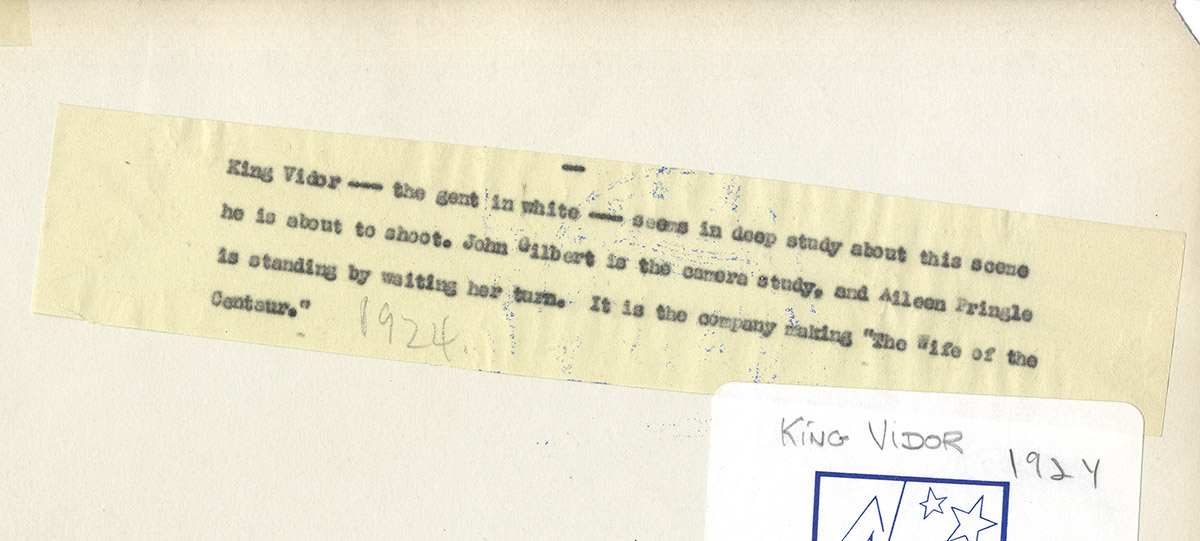 King Vidor --- the gent in white --- seems in deep study about this scene
he is about to shoot. John Gilbert is the camera study, and Aileen Pringle
is standing by waiting her turn. It is the company making "The Wife of the
Centaur."
1924.
KING VIDOR
1924